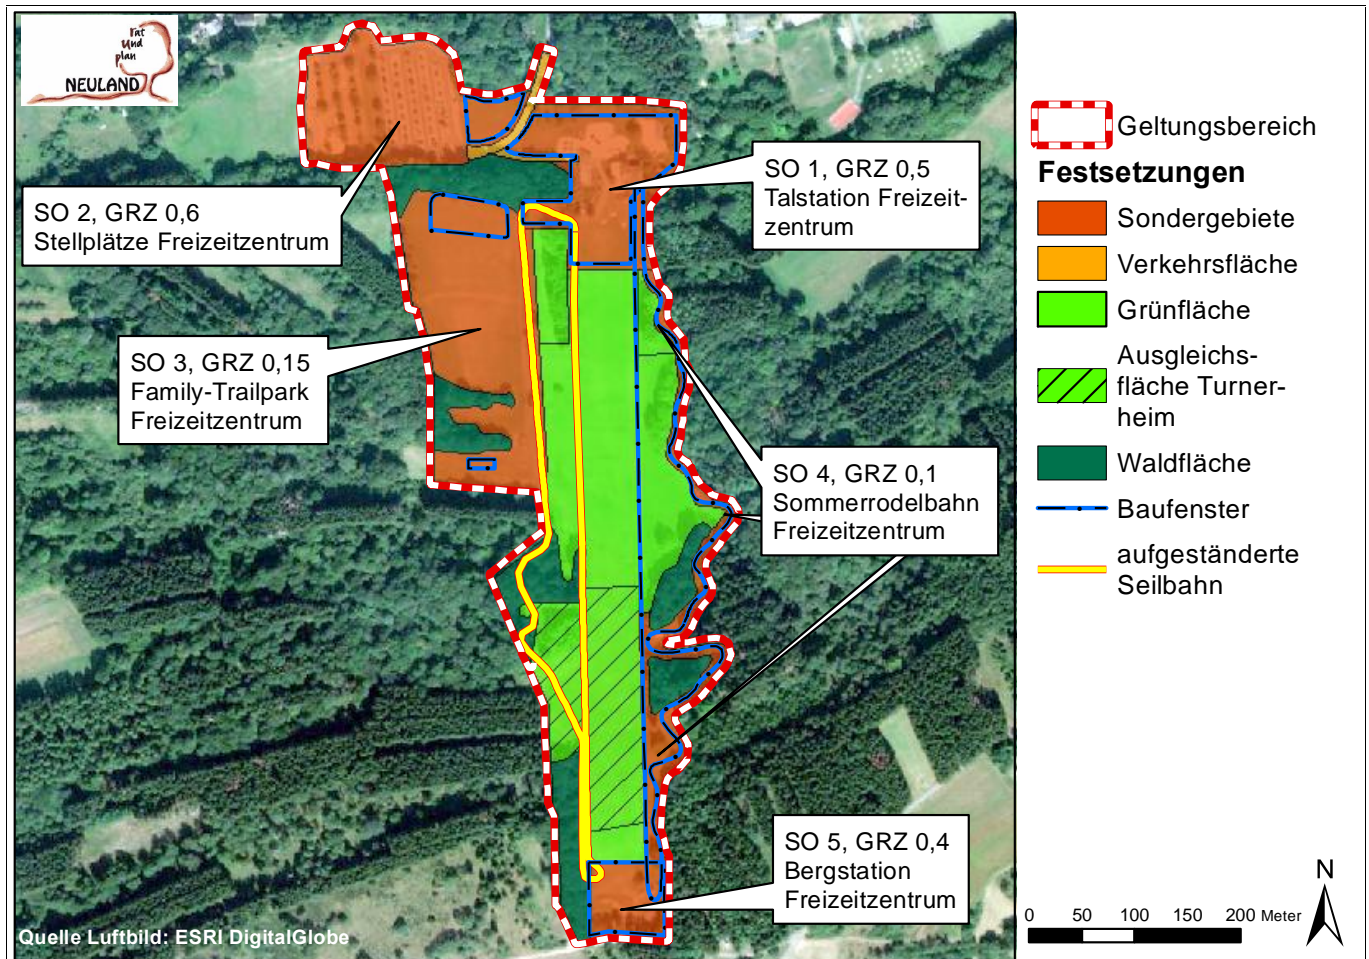 rat
und
plan
NEULAND
SO 2, GRZ 0,6
Stellplätze Freizeitzentrum
SO 1, GRZ 0,5
Talstation Freizeit-
zentrum
SO 3, GRZ 0,15
Family-Trailpark
Freizeitzentrum
SO 4, GRZ 0,1
Sommerrodelbahn
Freizeitzentrum
SO 5, GRZ 0,4
Bergstation
Freizeitzentrum
Quelle Luftbild: ESRI DigitalGlobe
Geltungsbereich
Festsetzungen
Sondergebiete
Verkehrsfläche
Grünfläche
Ausgleichs-
fläche Turner-
heim
Waldfläche
Baufenster
aufgeständerte
Seilbahn
N
0 50 100 150 200 Meter